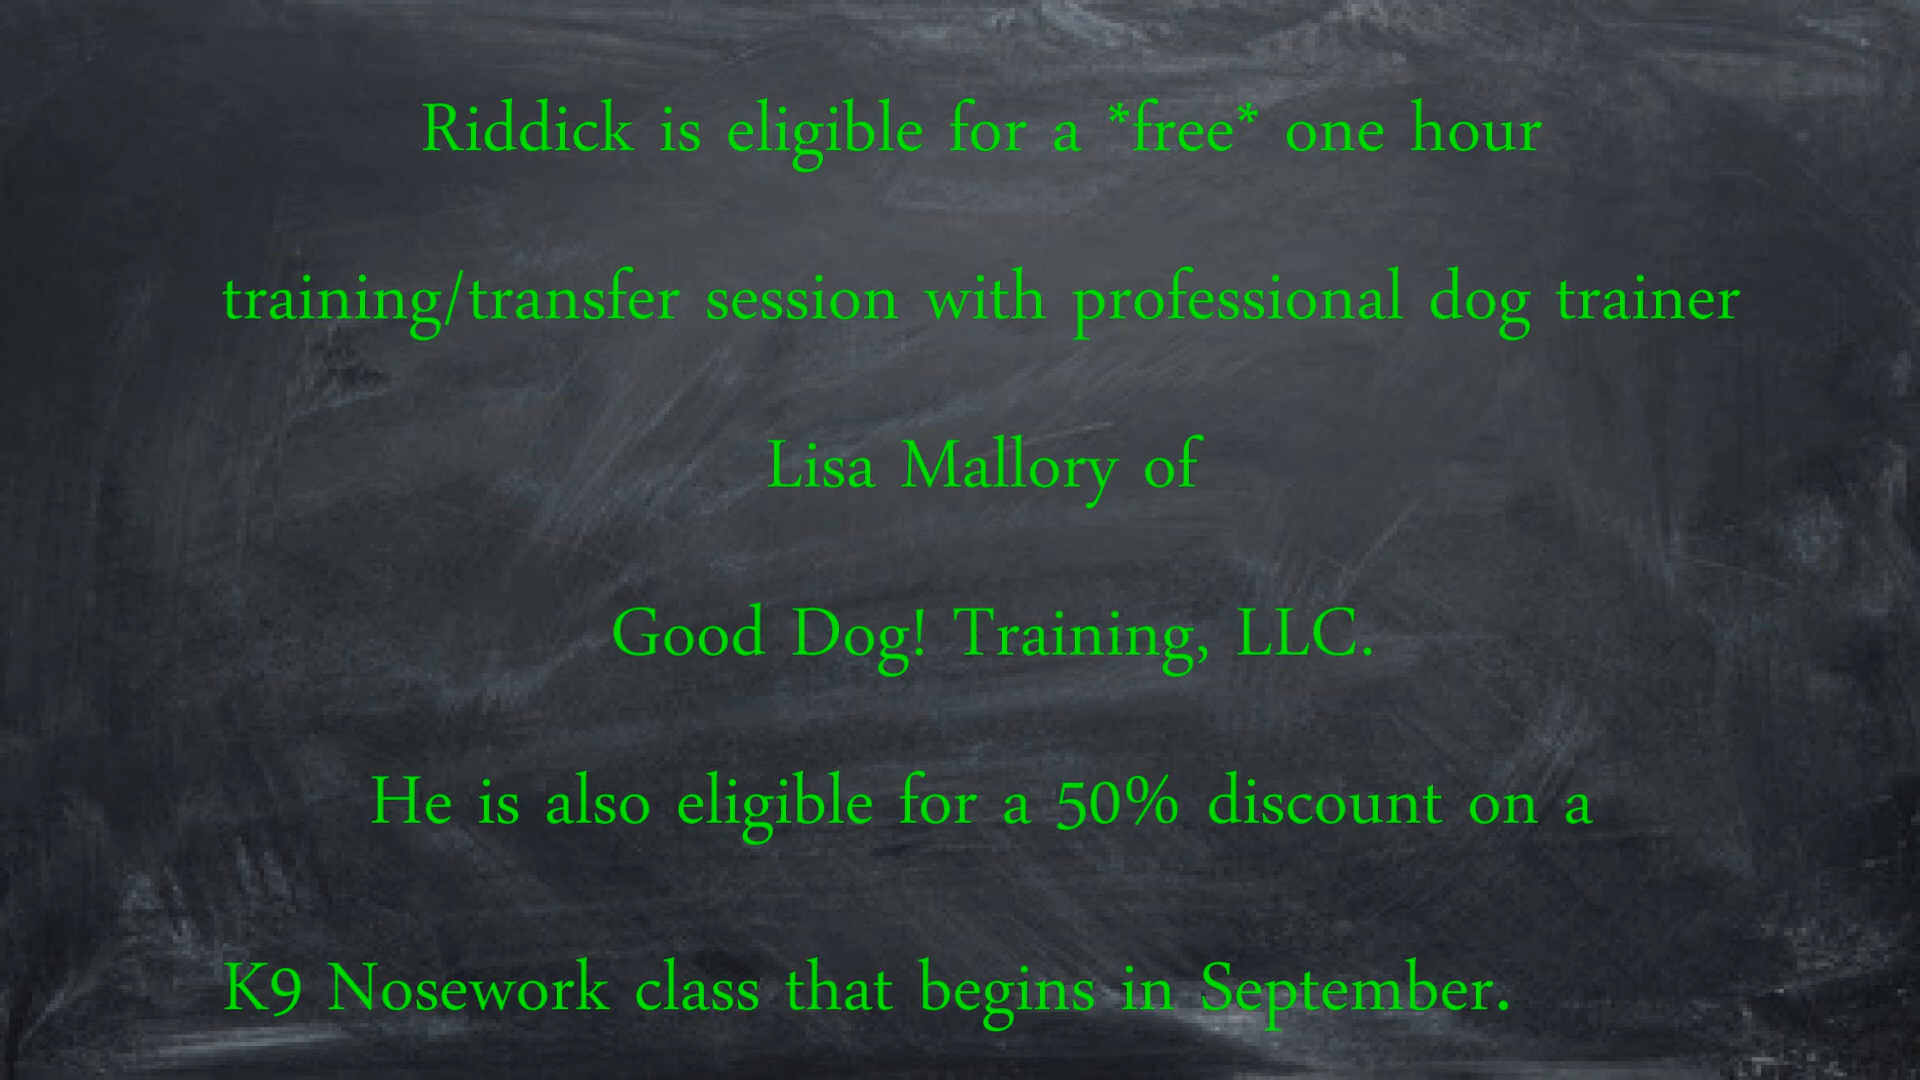 Riddick is eligible for a *free* one hour
training/transfer session with professional dog trainer
Lisa Mallory of
Good Dog! Training, LLC.
He is also eligible for a 50% discount on a
K9 Nosework class that begins in September.